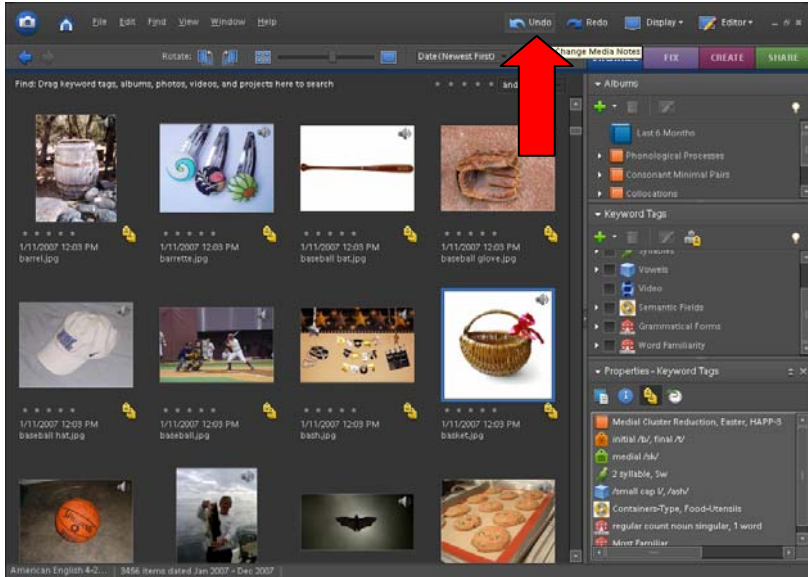 File Edit Find View Window Help
Undo Redo Display Editor
Rotate: Date (Newest First) Change Media Notes
FIX CREATE SHARE
Find: Drag keyword tags, albums, photos, videos, and projects here to search
and
Albums
Last 6 Months
Phonological Processes
Consonant Minimal Pairs
Collocations
Keyword Tags
Syllables
Vowels
Video
Semantic Fields
Grammatical Forms
Word Familiarity
Properties - Keyword Tags
Medial Cluster Reduction, Easter, HAPP-3
initial /b/, final /t/
medial /sk/
2 syllable, Sw
/small cap I/, /ash/
Containers-Type, Food-Utensils
regular count noun singular, 1 word
Most Familiar
1/11/2007 12:03 PM 1/11/2007 12:03 PM 1/11/2007 12:03 PM 1/11/2007 12:03 PM
barrel.jpg barrette.jpg baseball bat.jpg baseball glove.jpg
1/11/2007 12:03 PM 1/11/2007 12:03 PM 1/11/2007 12:03 PM 1/11/2007 12:03 PM
baseball hat.jpg baseball.jpg bash.jpg basket.jpg
American English 4-2... 3456 items dated Jan 2007 - Dec 2007